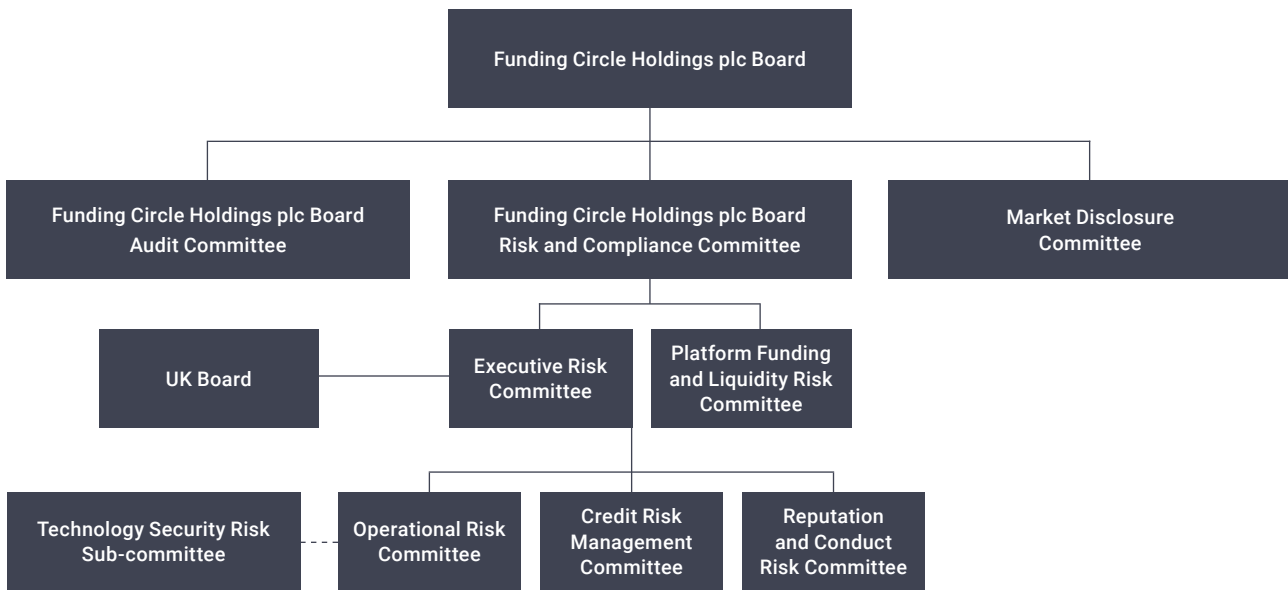 Funding Circle Holdings plc Board
Funding Circle Holdings plc Board
Audit Committee
Funding Circle Holdings plc Board
Risk and Compliance Committee
Market Disclosure
Committee
UK Board
Executive Risk
Committee
Platform Funding
and Liquidity Risk
Committee
Technology Security Risk
Sub-committee
Operational Risk
Committee
Credit Risk
Management
Committee
Reputation
and Conduct
Risk Committee